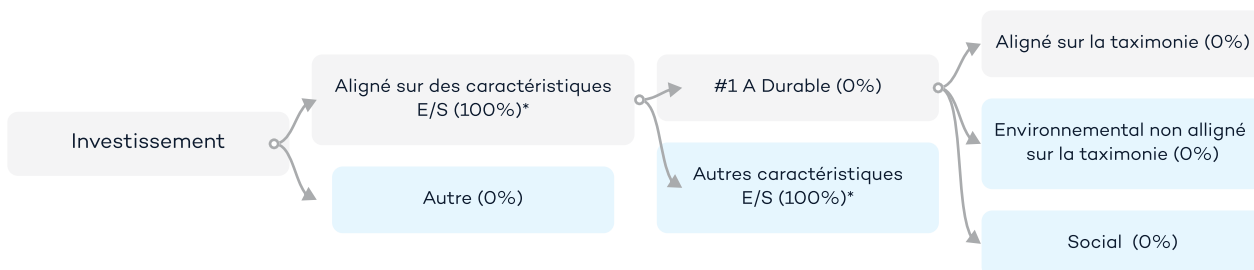 Investissement
Aligné sur des caractéristiques
E/S (100%)*
Autre (0%)
#1 A Durable (0%)
Autres caractéristiques
E/S (100%)*
Aligné sur la taximonie (0%)
Environnemental non alligné
sur la taximonie (0%)
Social (0%)